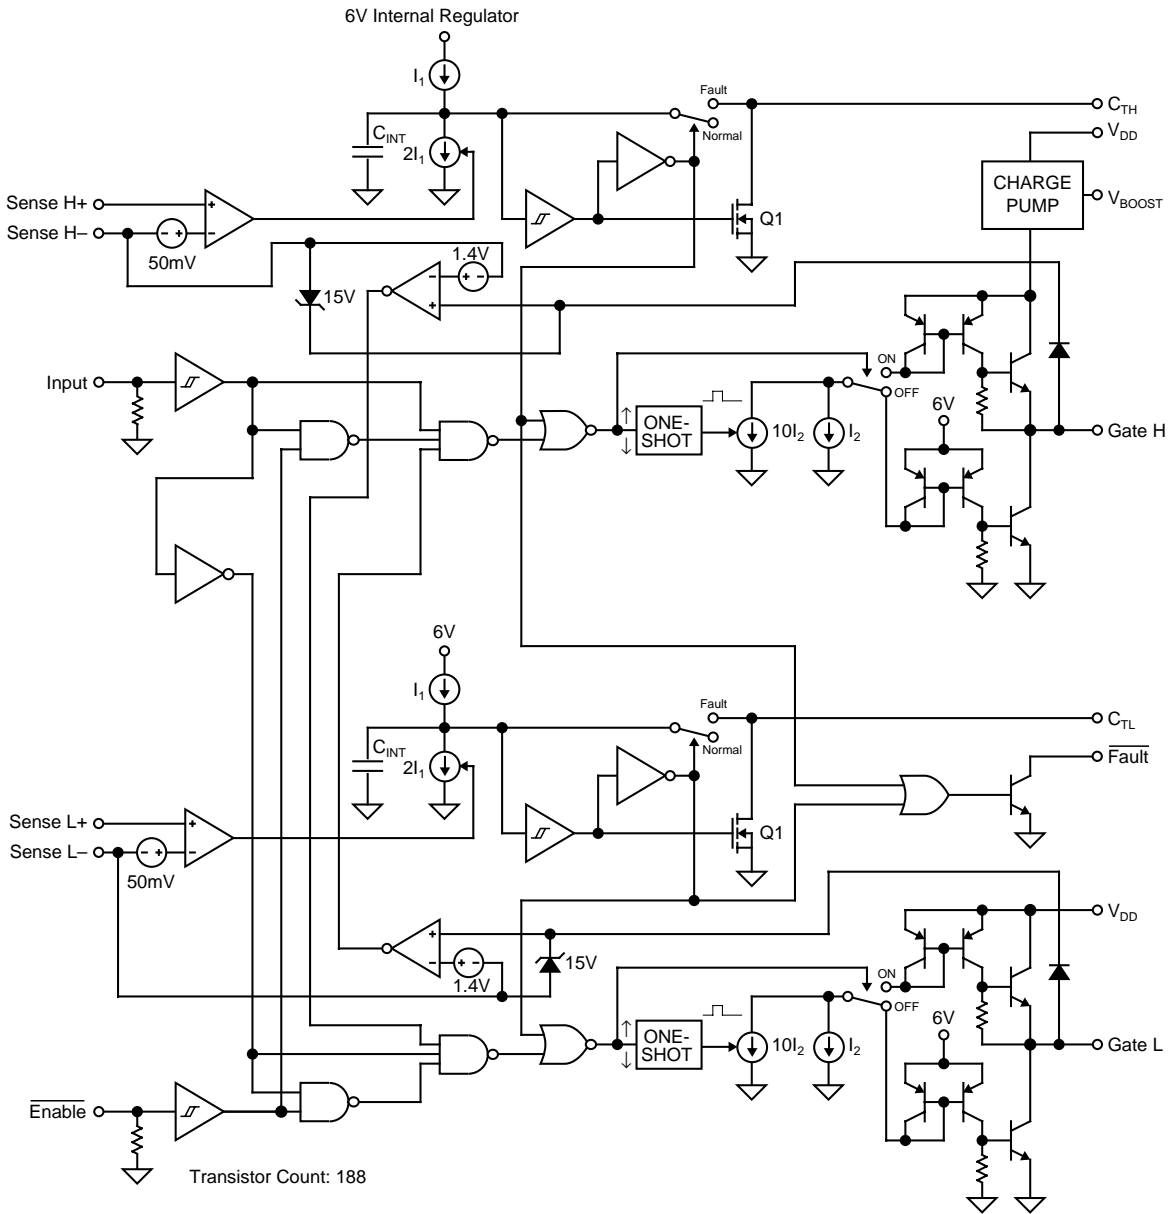 6V Internal Regulator
I1
Fault
CTH
Normal
VDD
CINT
2I1
CHARGE
PUMP
VBOOST
Sense H+
+
Sense H–
– +
–
50mV
Q1
1.4V
–
+ –
15V
+
Input
ON
OFF
6V
ONE-
SHOT
10I2
I2
Gate H
6V
I1
Fault
CTL
Normal
Fault
CINT
2I1
Sense L+
+
Sense L–
– +
–
50mV
Q1
+
VDD
–
+ –
15V
1.4V
ON
OFF
6V
ONE-
SHOT
10I2
I2
Gate L
Enable
Transistor Count: 188